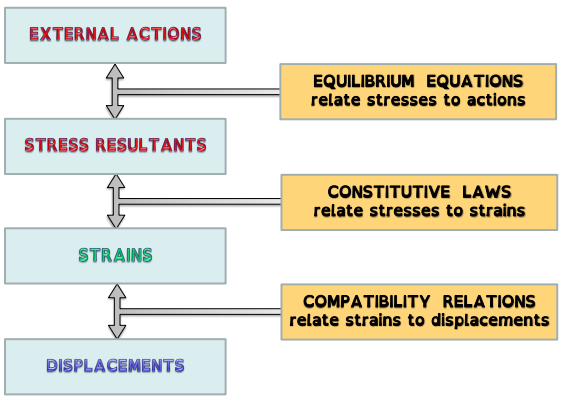 EXTERNAL ACTIONS
EQUILIBRIUM EQUATIONS
relate stresses to actions
STRESS RESULTANTS
CONSTITUTIVE LAWS
relate stresses to strains
STRAINS
COMPATIBILITY RELATIONS
relate strains to displacements
DISPLACEMENTS